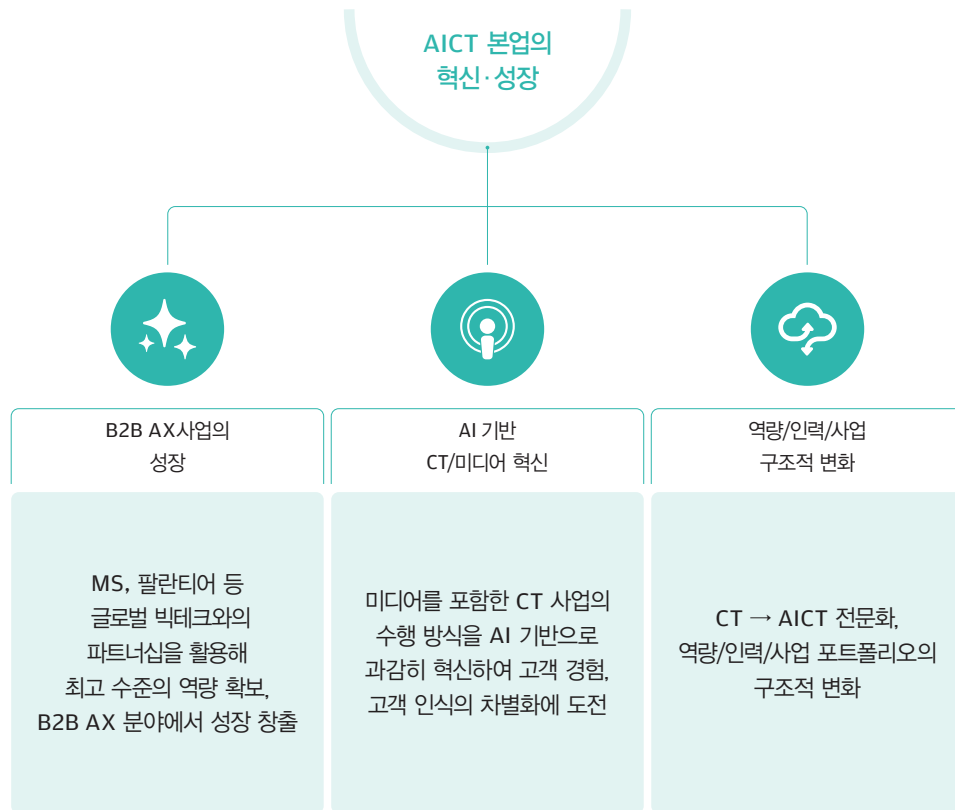 AICT 본업의
혁신·성장
B2B AX사업의
성장
MS, 팔란티어 등
글로벌 빅테크와의
파트너십을 활용해
최고 수준의 역량 확보,
B2B AX 분야에서 성장 창출
AI 기반
CT/미디어 혁신
미디어를 포함한 CT 사업의
수행 방식을 AI 기반으로
과감히 혁신하여 고객 경험,
고객 인식의 차별화에 도전
역량/인력/사업
구조적 변화
CT → AICT 전문화,
역량/인력/사업 포트폴리오의
구조적 변화